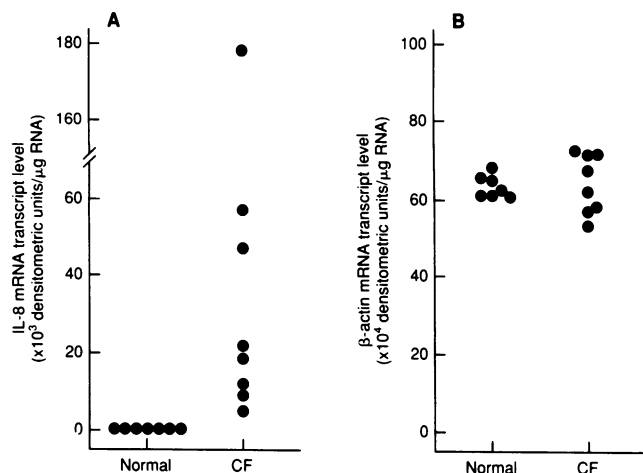 A
IL-8 mRNA transcript level
(x10³ densitometric units/μg RNA)
180
160
60
40
20
0
Normal CF
B
β-actin mRNA transcript level
(x10⁴ densitometric units/μg RNA)
100
80
60
40
20
0
Normal CF